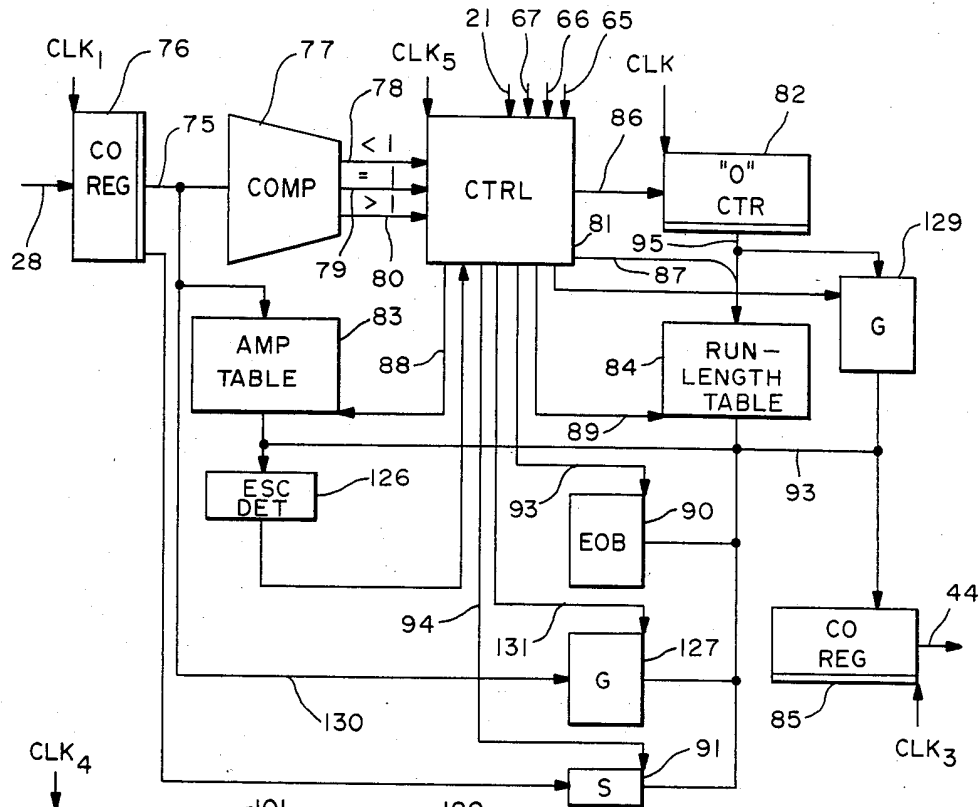 21 67 66 65
CLK1 76 77 CLK5 CLK
78 82
CO REG 75 COMP < 1 = 1 > 1 CTRL 86 "O" CTR
28 79 80 81 95 87 129
83 G
AMP TABLE 88 84 RUN-LENGTH TABLE
89
ESC DET 126 93 93
90
EOB
94 131 44
127 CO REG
G
130 85
CLK4 91 CLK3
S